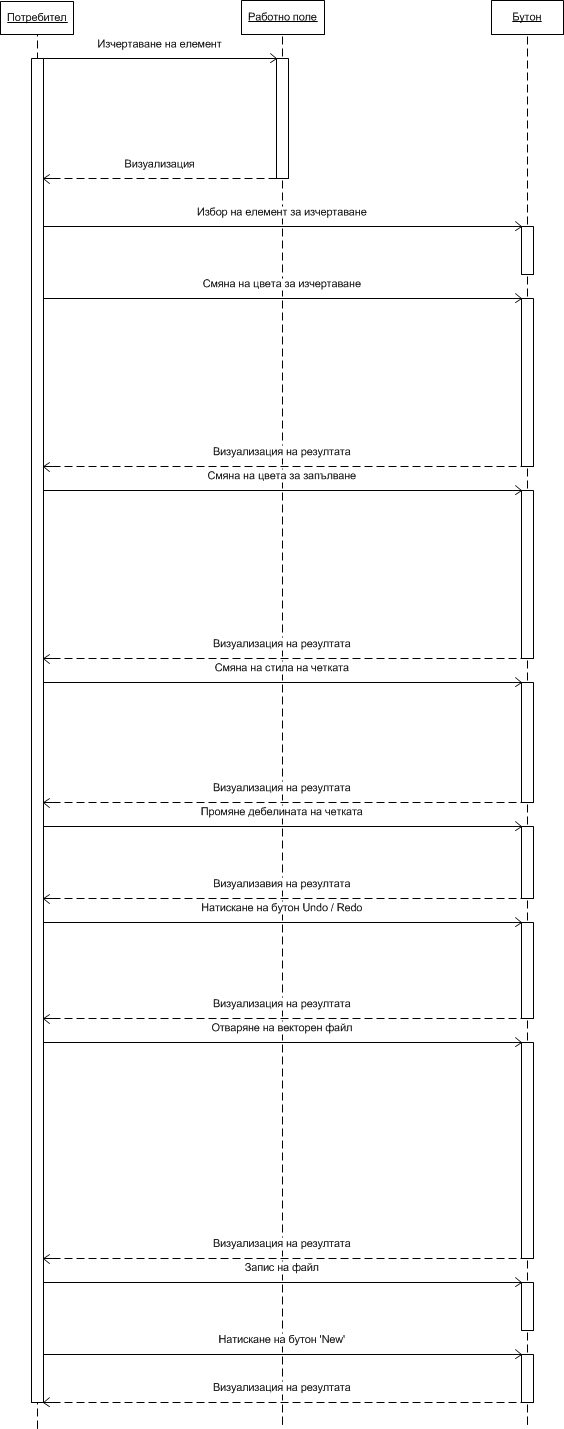 Потребител
Работно поле
Бутон
Изчертаване на елемент
Визуализация
Избор на елемент за изчертаване
Смяна на цвета за изчертаване
Визуализация на резултата
Смяна на цвета за запълване
Визуализация на резултата
Смяна на стила на четката
Визуализация на резултата
Промяне дебелината на четката
Визуализавия на резултата
Натискане на бутон Undo / Redo
Визуализация на резултата
Отваряне на векторен файл
Визуализация на резултата
Запис на файл
Натискане на бутон 'New'
Визуализация на резултата